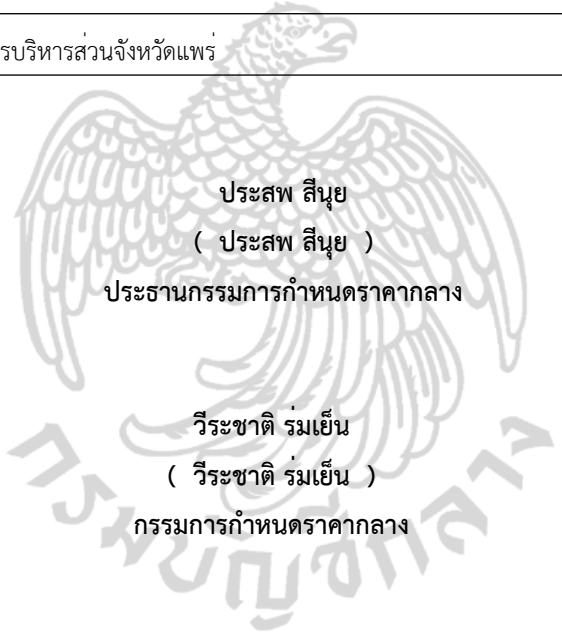 รบริหารส่วนจังหวัดแพร่
ประสพ สีนุย
( ประสพ สีนุย )
ประธานกรรมการกำหนดราคากลาง
วีระชาติ ร่มเย็น
( วีระชาติ ร่มเย็น )
กรรมการกำหนดราคากลาง
กรมบัญชีกลาง